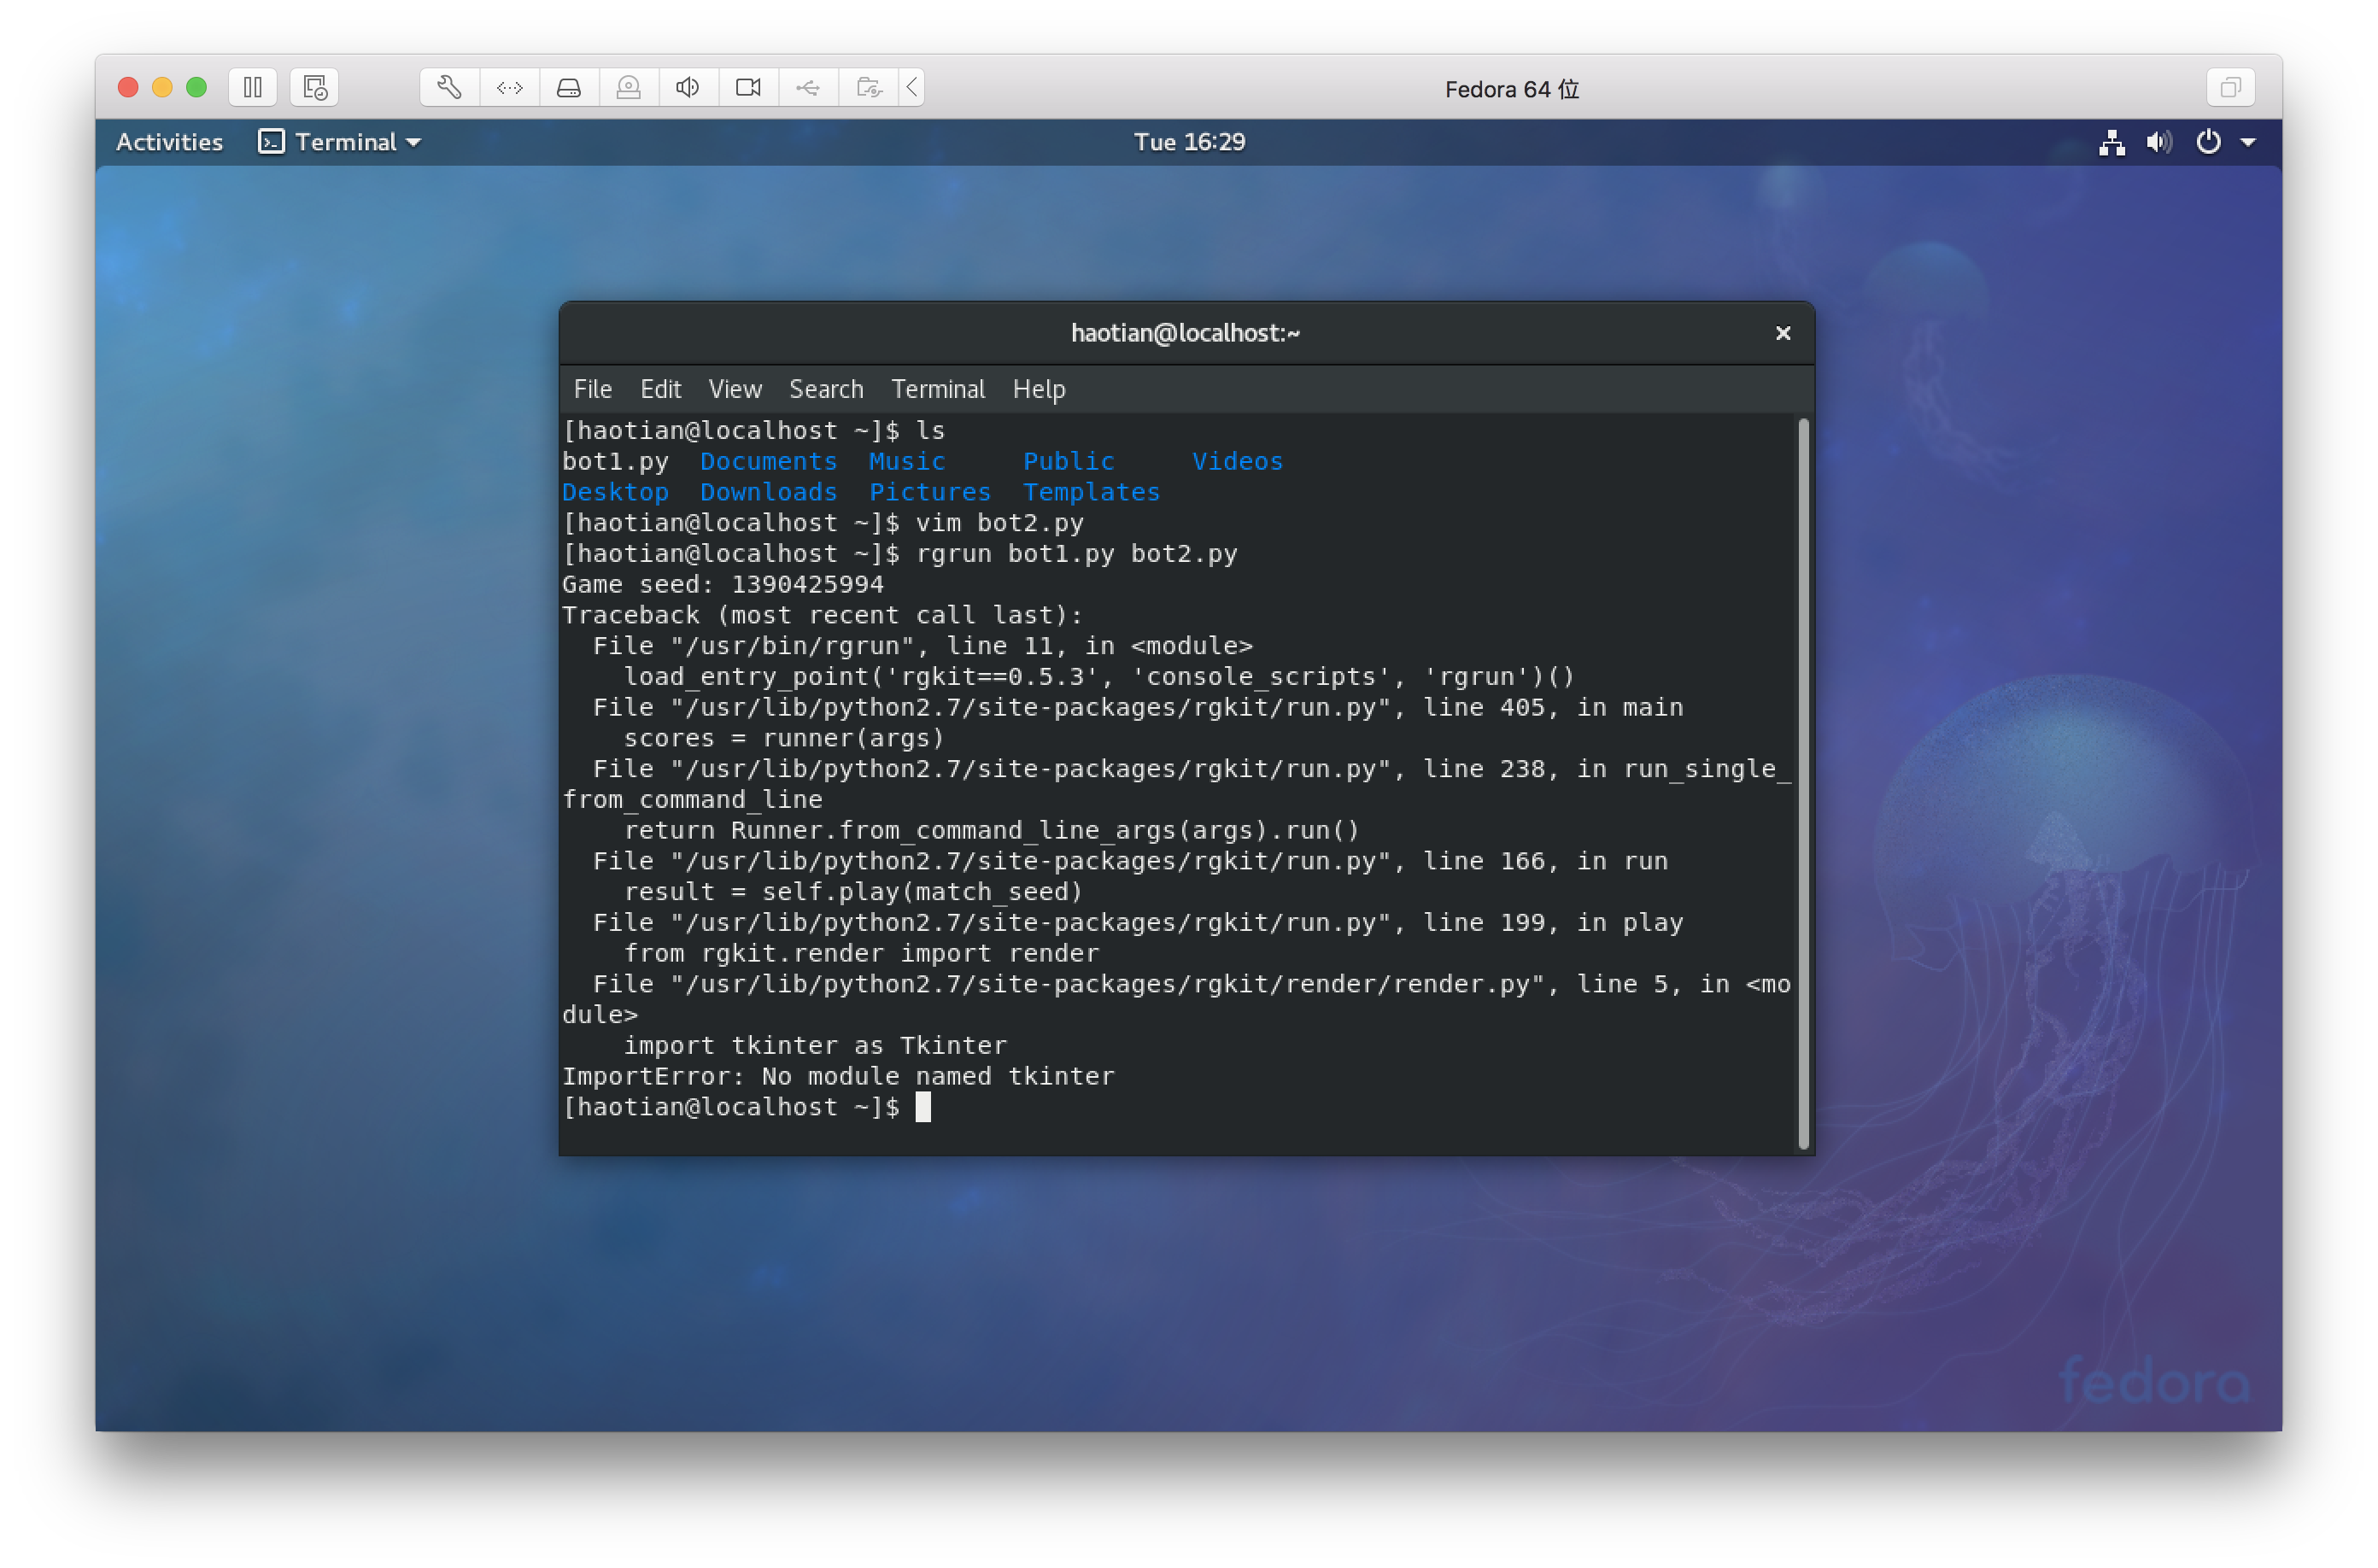 Fedora 64 位
Activities Terminal Tue 16:29
haotian@localhost:~
File Edit View Search Terminal Help
[haotian@localhost ~]$ ls
bot1.py  Documents  Music     Public     Videos
Desktop  Downloads  Pictures  Templates
[haotian@localhost ~]$ vim bot2.py
[haotian@localhost ~]$ rgrun bot1.py bot2.py
Game seed: 1390425994
Traceback (most recent call last):
  File "/usr/bin/rgrun", line 11, in <module>
    load_entry_point('rgkit==0.5.3', 'console_scripts', 'rgrun')()
  File "/usr/lib/python2.7/site-packages/rgkit/run.py", line 405, in main
    scores = runner(args)
  File "/usr/lib/python2.7/site-packages/rgkit/run.py", line 238, in run_single_
from_command_line
    return Runner.from_command_line_args(args).run()
  File "/usr/lib/python2.7/site-packages/rgkit/run.py", line 166, in run
    result = self.play(match_seed)
  File "/usr/lib/python2.7/site-packages/rgkit/run.py", line 199, in play
    from rgkit.render import render
  File "/usr/lib/python2.7/site-packages/rgkit/render/render.py", line 5, in <mo
dule>
    import tkinter as Tkinter
ImportError: No module named tkinter
[haotian@localhost ~]$
fedora